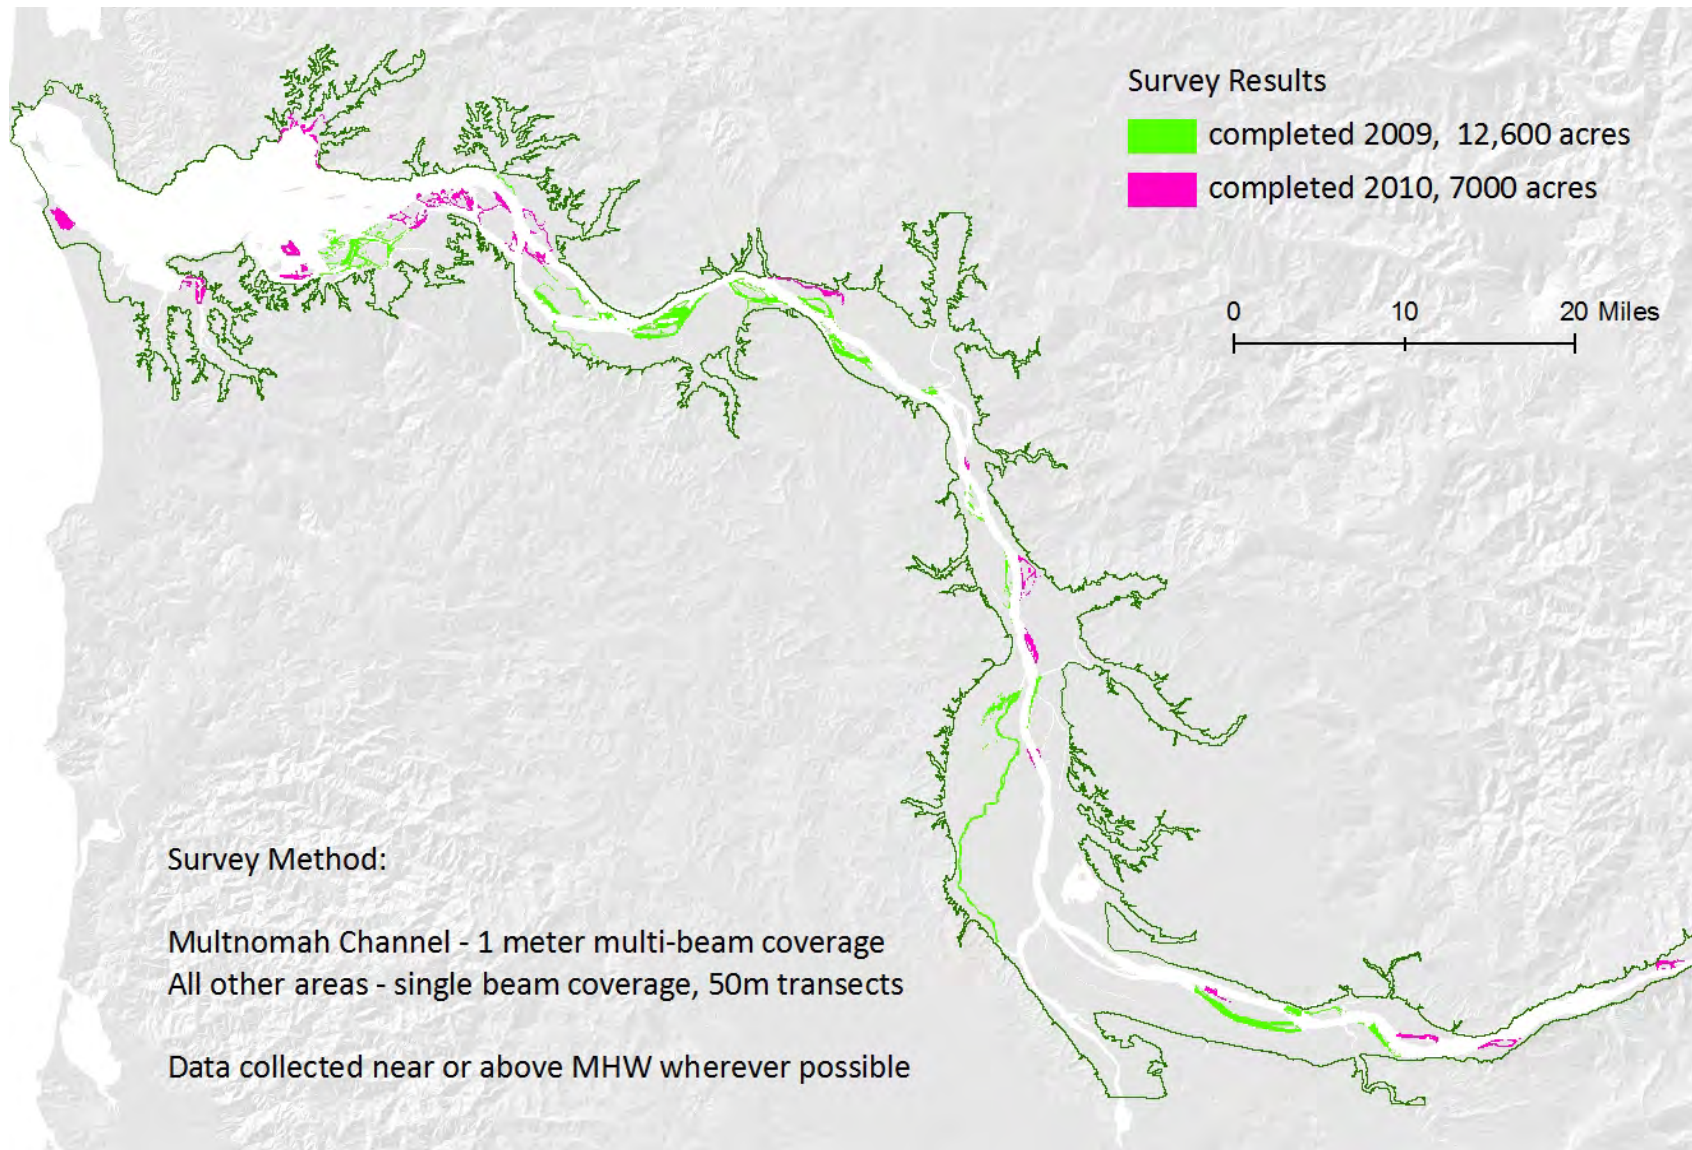 Survey Results
completed 2009,  12,600 acres
completed 2010, 7000 acres
0 10 20 Miles
Survey Method:
Multnomah Channel - 1 meter multi-beam coverage
All other areas - single beam coverage, 50m transects
Data collected near or above MHW wherever possible